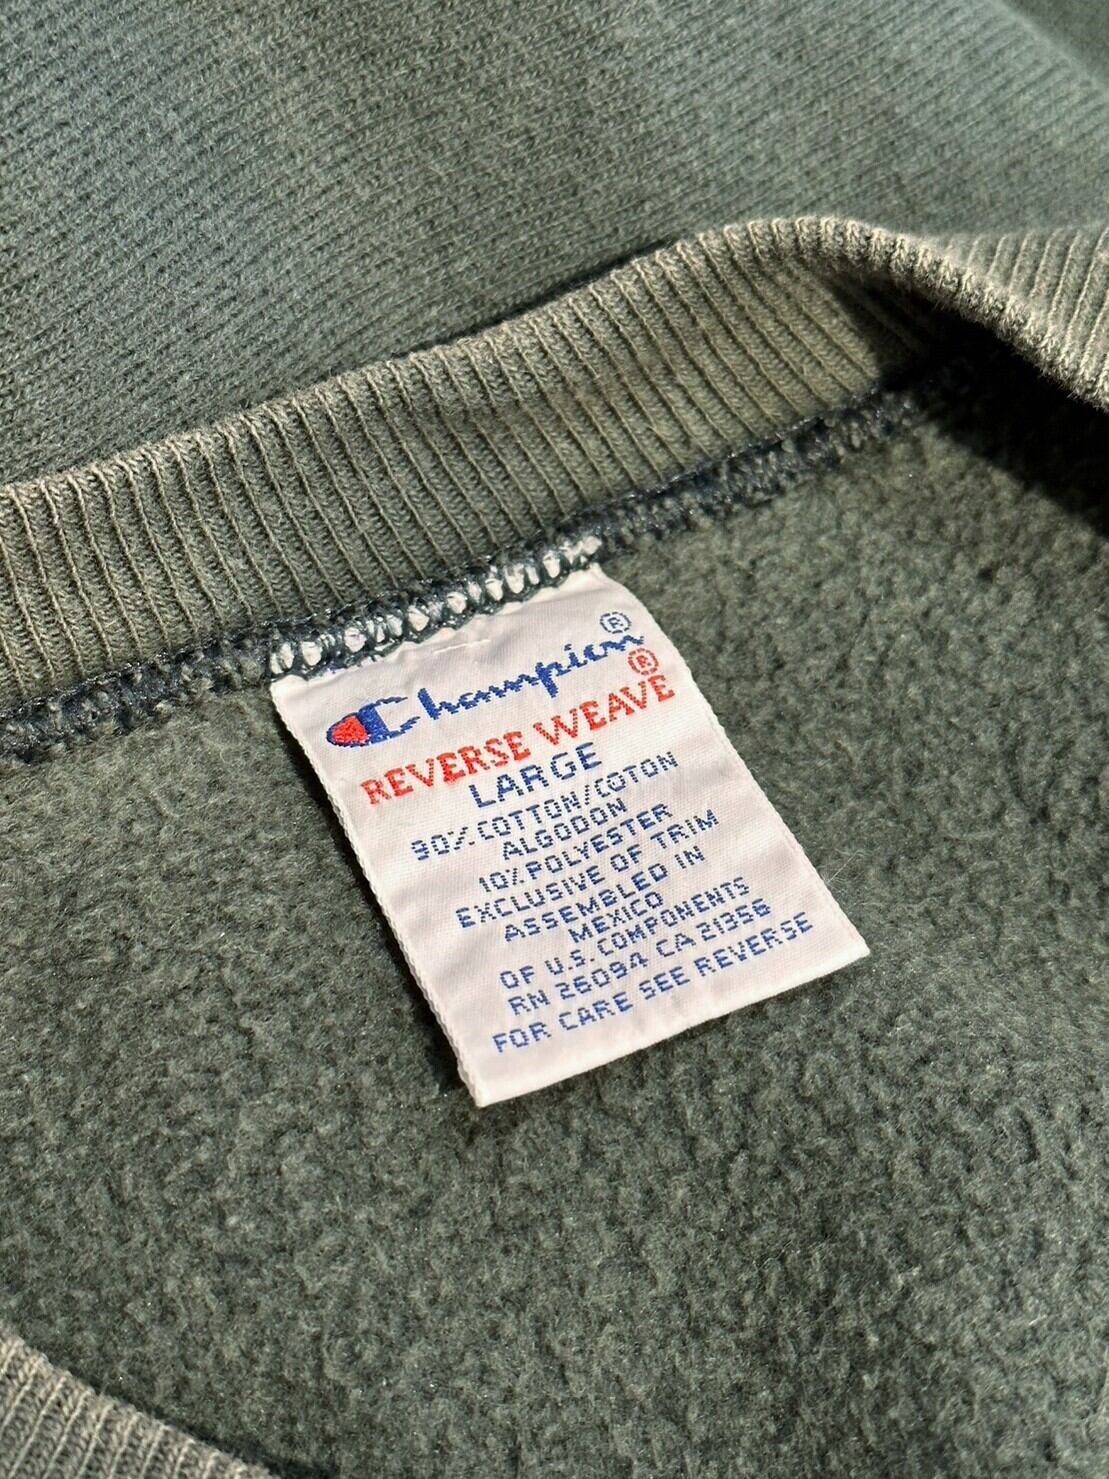 Champion®
REVERSE WEAVE®
LARGE
90% COTTON/COTON
ALGODON
10% POLYESTER
EXCLUSIVE OF TRIM
ASSEMBLED IN
MEXICO
OF U.S. COMPONENTS
RN 26094 CA 21356
FOR CARE SEE REVERSE